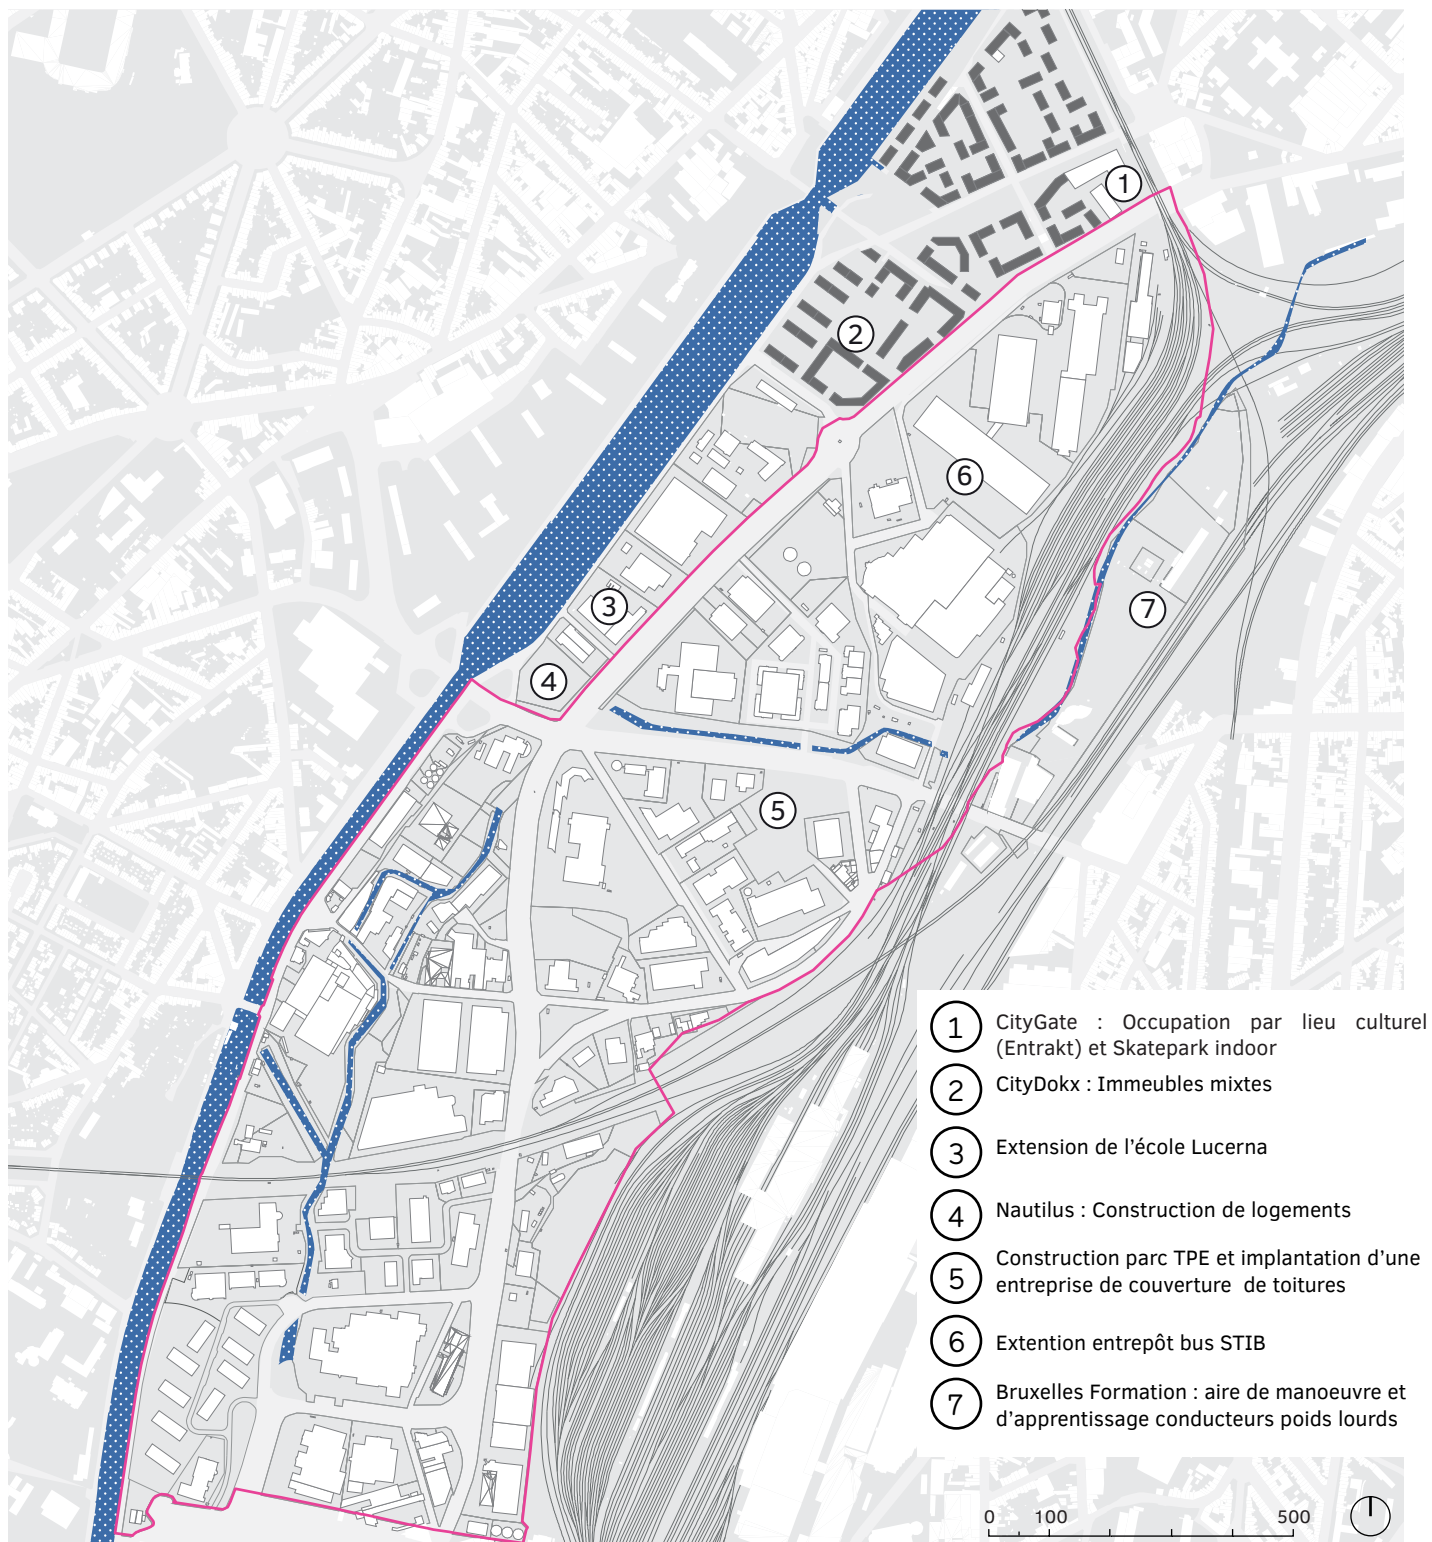 1
2
6
3
7
4
5
1 CityGate : Occupation par lieu culturel
(Entrakt) et Skatepark indoor
2 CityDokx : Immeubles mixtes
3 Extension de l'école Lucerna
4 Nautilus : Construction de logements
5 Construction parc TPE et implantation d'une
entreprise de couverture de toitures
6 Extention entrepôt bus STIB
7 Bruxelles Formation : aire de manoeuvre et
d'apprentissage conducteurs poids lourds
0 100 500